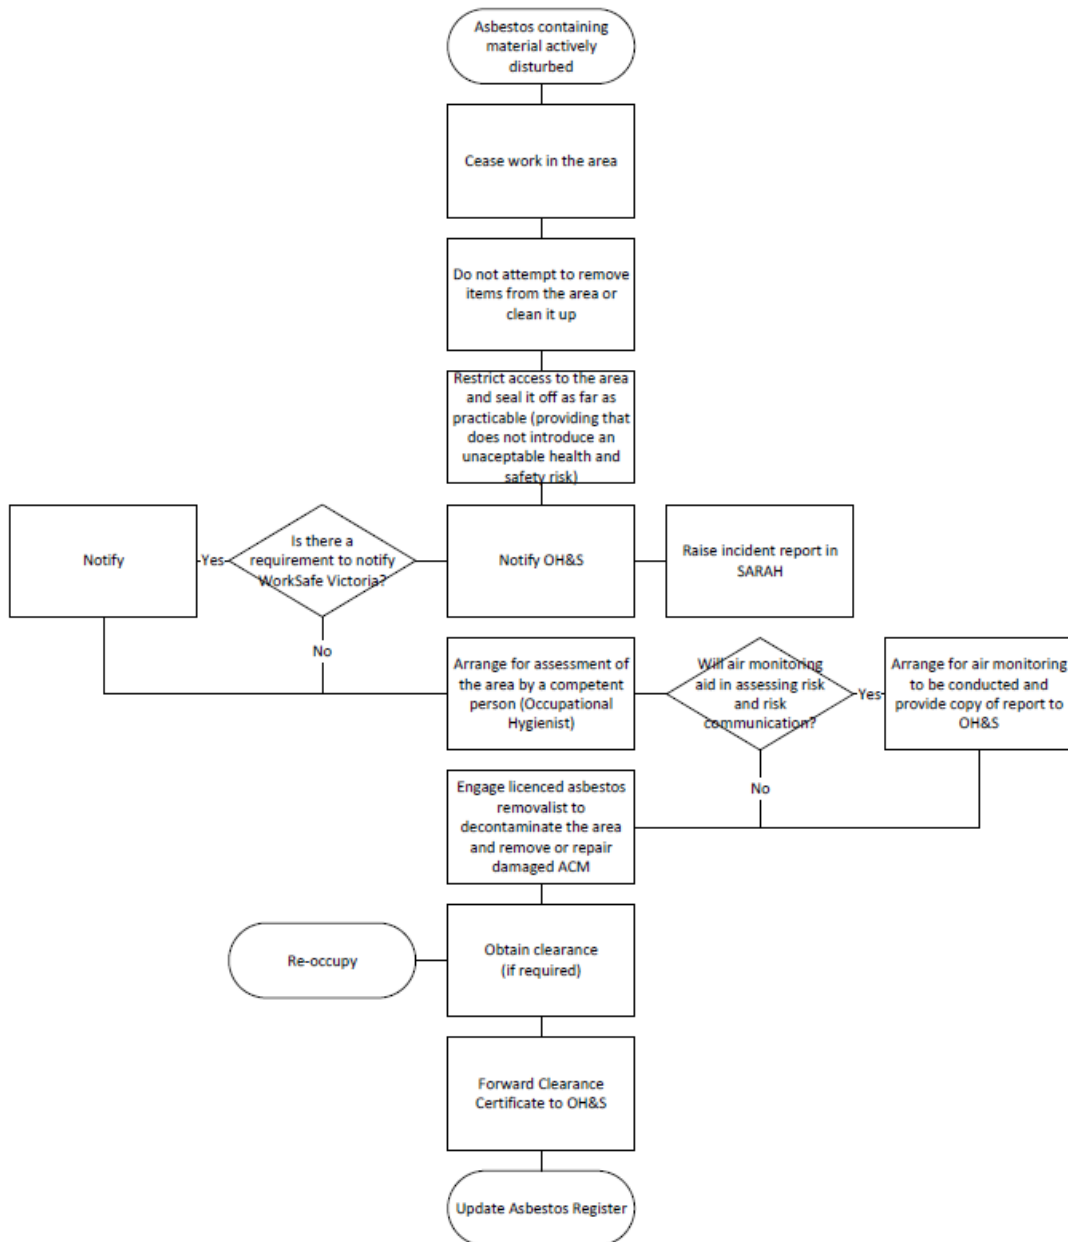 Asbestos containing
material actively
disturbed
Cease work in the area
Do not attempt to remove
items from the area or
clean it up
Restrict access to the area
and seal it off as far as
practicable (providing that
does not introduce an
unaceptable health and
safety risk)
Notify
Yes
Is there a
requirement to notify
WorkSafe Victoria?
No
Notify OH&S
Raise incident report in
SARAH
Arrange for assessment of
the area by a competent
person (Occupational
Hygienist)
Will air monitoring
aid in assessing risk
and risk
communication?
Yes
No
Arrange for air monitoring
to be conducted and
provide copy of report to
OH&S
Engage licenced asbestos
removalist to
decontaminate the area
and remove or repair
damaged ACM
Re-occupy
Obtain clearance
(if required)
Forward Clearance
Certificate to OH&S
Update Asbestos Register